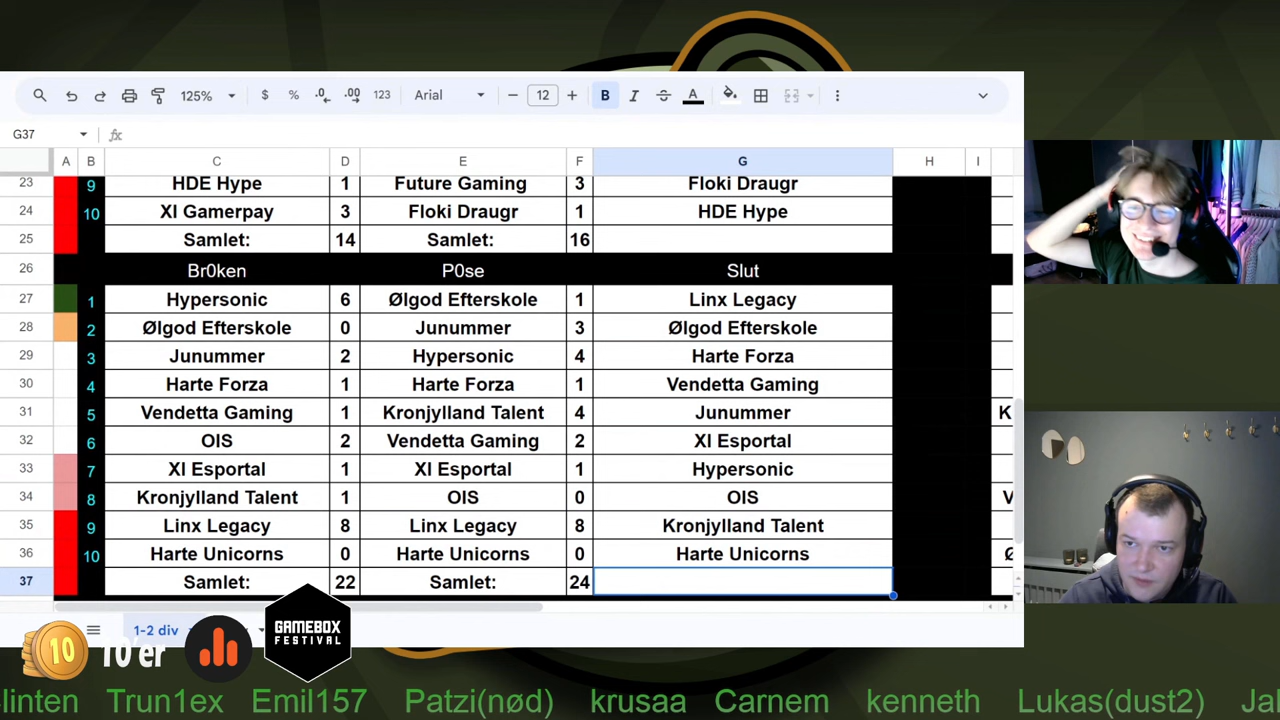 125% $ % .0 .00 123 Arial 12 B I A
G37 fx
A B C D E F G H I
23 9 HDE Hype 1 Future Gaming 3 Floki Draugr
24 10 XI Gamerpay 3 Floki Draugr 1 HDE Hype
25 Samlet: 14 Samlet: 16
26 Br0ken P0se Slut
27 1 Hypersonic 6 Ølgod Efterskole 1 Linx Legacy
28 2 Ølgod Efterskole 0 Junummer 3 Ølgod Efterskole
29 3 Junummer 2 Hypersonic 4 Harte Forza
30 4 Harte Forza 1 Harte Forza 1 Vendetta Gaming
31 5 Vendetta Gaming 1 Kronjylland Talent 4 Junummer K
32 6 OIS 2 Vendetta Gaming 2 XI Esportal
33 7 XI Esportal 1 XI Esportal 1 Hypersonic
34 8 Kronjylland Talent 1 OIS 0 OIS V
35 9 Linx Legacy 8 Linx Legacy 8 Kronjylland Talent
36 10 Harte Unicorns 0 Harte Unicorns 0 Harte Unicorns Ø
37 Samlet: 22 Samlet: 24
1-2 div
10 10'er
GAMEBOX
FESTIVAL
linten Trun1ex Emil157 Patzi(nød) krusaa Carnem kenneth Lukas(dust2) Jal